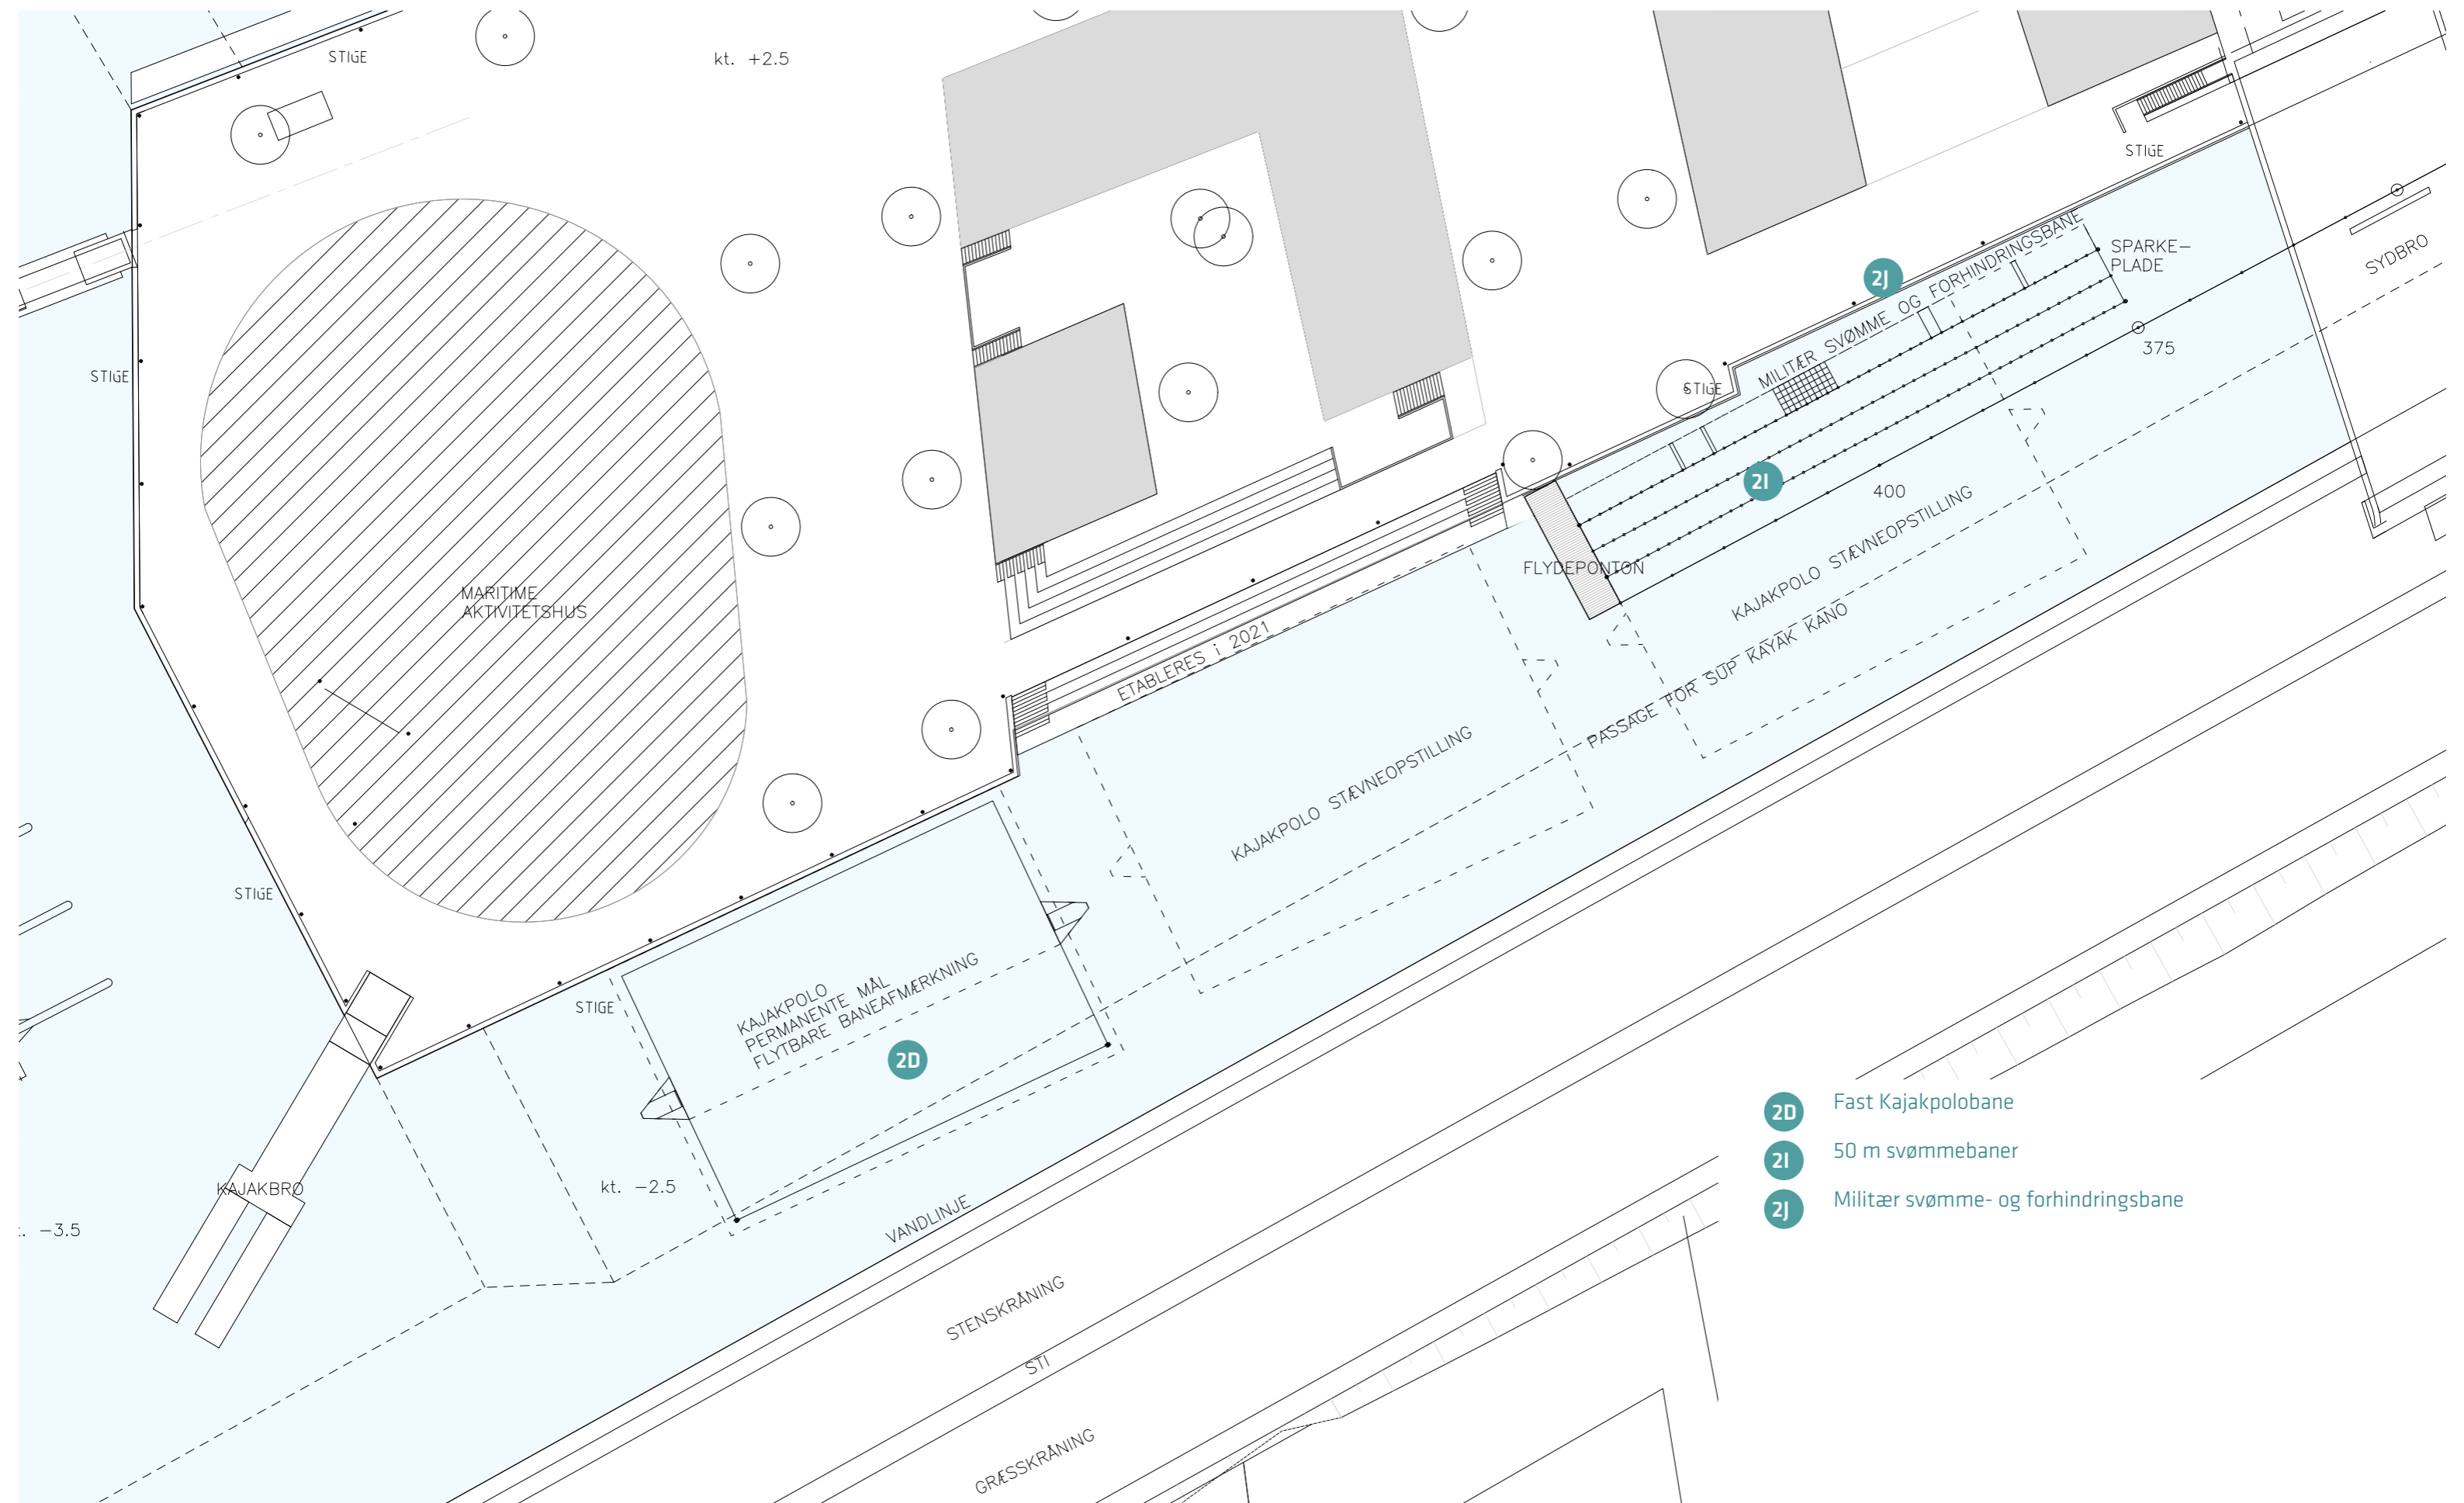 STIGE
kt. +2.5
STIGE
2J
MILITÆR SVØMME OG FORHINDRINGSBANE
SPARKE–
PLADE
SYDBRO
375
STIGE
STIGE
2I
400
FLYDEPONTON
KAJAKPOLO STÆVNEOPSTILLING
MARITIME
AKTIVITETSHUS
ETABLERES i 2021
PASSAGE FOR SUP KAYAK KANO
KAJAKPOLO STÆVNEOPSTILLING
STIGE
STIGE
KAJAKPOLO
PERMANENTE MÅL
FLYTBARE BANEAFMÆRKNING
2D
KAJAKBRO
kt. −2.5
VANDLINJE
−3.5
STENSKRÅNING
STI
GRÆSSKRÅNING
2D Fast Kajakpolobane
2I 50 m svømmebaner
2J Militær svømme- og forhindringsbane